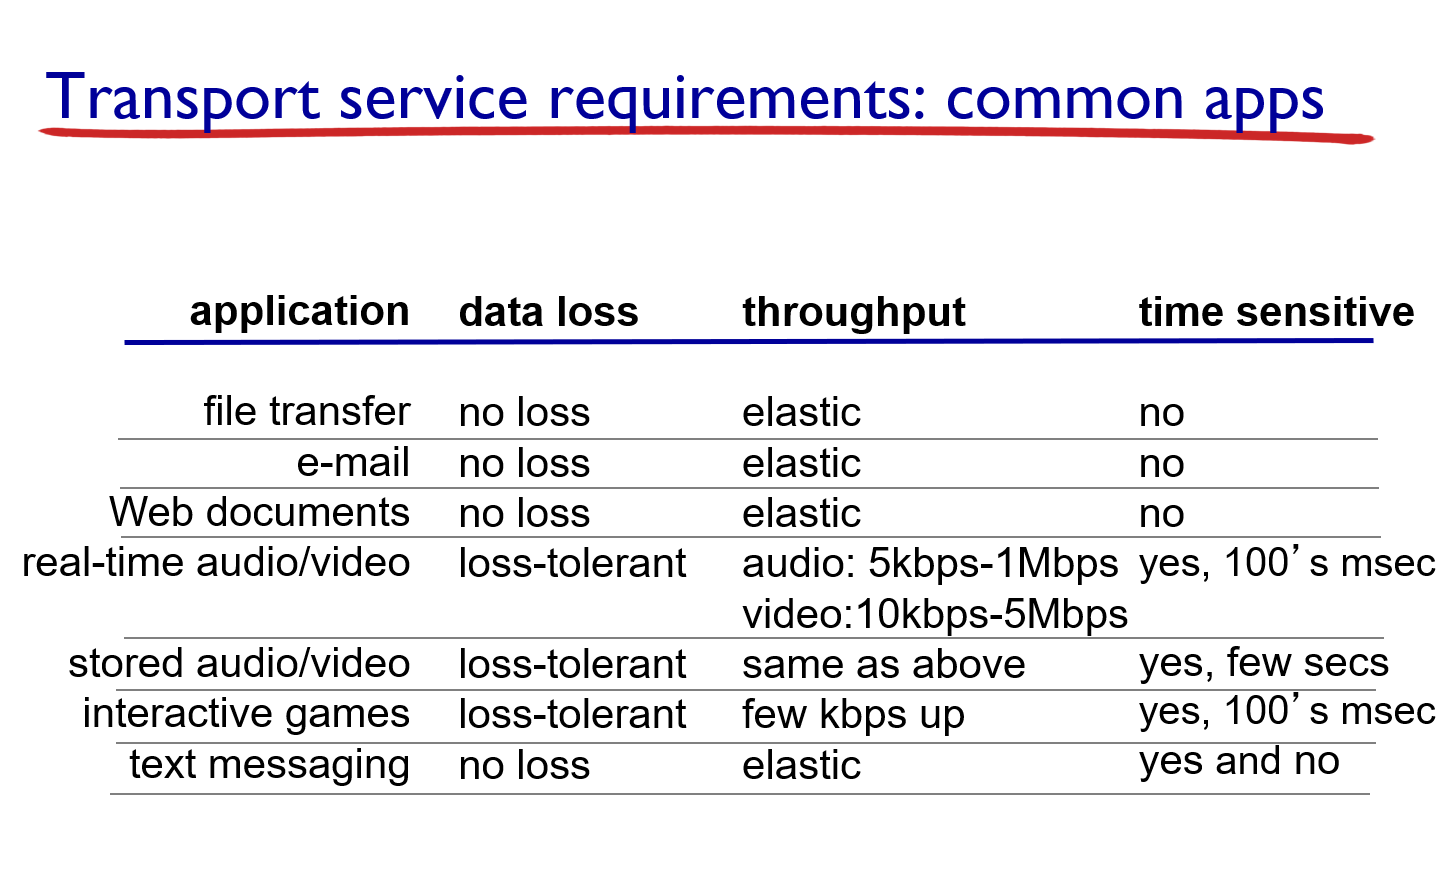 Transport service requirements: common apps
application data loss throughput time sensitive
file transfer no loss elastic no
e-mail no loss elastic no
Web documents no loss elastic no
real-time audio/video loss-tolerant audio: 5kbps-1Mbps yes, 100’s msec
video:10kbps-5Mbps
stored audio/video loss-tolerant same as above yes, few secs
interactive games loss-tolerant few kbps up yes, 100’s msec
text messaging no loss elastic yes and no